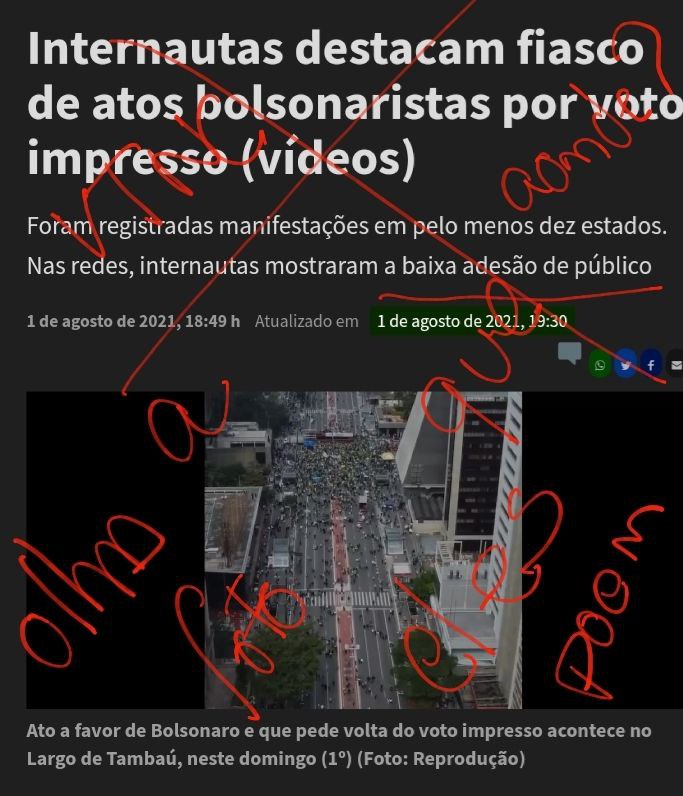 Internautas destacam fiasco
de atos bolsonaristas por voto
impresso (vídeos)
VTNC
aonde?
Foram registradas manifestações em pelo menos dez estados.
Nas redes, internautas mostraram a baixa adesão de público
1 de agosto de 2021, 18:49 h Atualizado em 1 de agosto de 2021, 19:30
olha a
foto
que
eles
poem
Ato a favor de Bolsonaro e que pede volta do voto impresso acontece no
Largo de Tambaú, neste domingo (1º) (Foto: Reprodução)